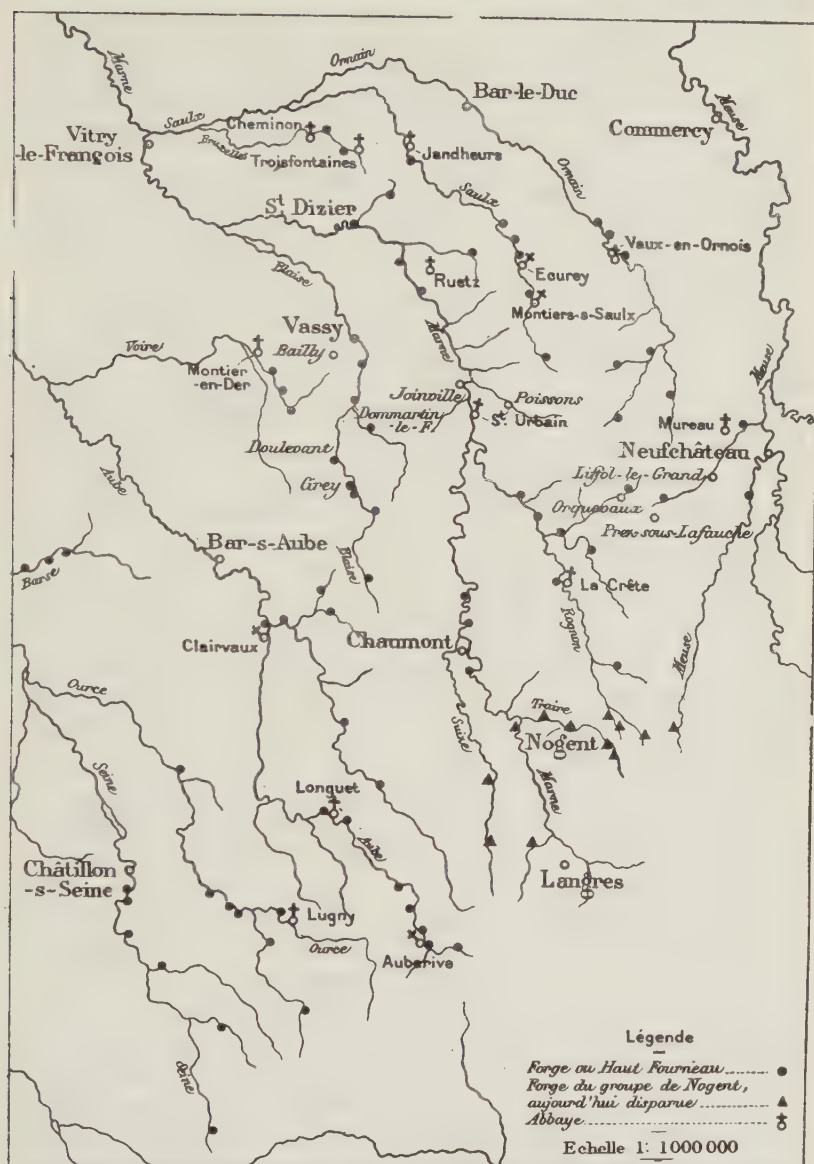 Marne
Ornain
Bar-le-Duc
Meuse
Commercy
Saulx
Vitry
-le-François
Cheminon
Bruxelles
Troisfontaines
Jandheurs
Ornain
St Dizier
Saulx
Vaux-en-Ornois
Ruetz
Ecurey
Blaise
Montiers-s-Saulx
Marne
Vassy
Voire
Bailly
Montier
-en-Der
Meuse
Joinville
Poissons
Dommartin
-le-F.
St Urbain
Mureau
Neufchâteau
Doulevant
Liffol-le-Grand
Aube
Cirey
Orquevaux
Prez-sous-Lafauche
Bar-s-Aube
Blaise
Barse
La Crête
Clairvaux
Chaumont
Rognon
Meuse
Ource
Suize
Traire
Nogent
Seine
Marne
Longuet
Aube
Châtillon
-s-Seine
Langres
Lugny
Ource
Auberive
Seine
Légende
Forge ou Haut Fourneau
Forge du groupe de Nogent,
aujourd'hui disparue
Abbaye
Echelle 1: 1000000